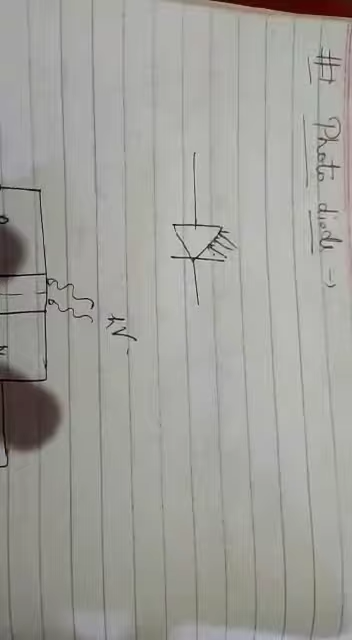 # Photo diode →
hν